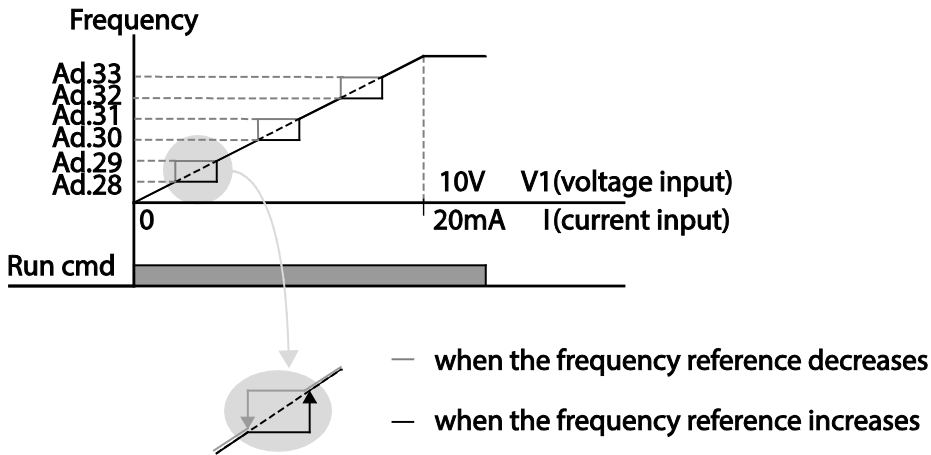 Frequency
Ad.33
Ad.32
Ad.31
Ad.30
Ad.29
Ad.28
10V V1(voltage input)
0 20mA I(current input)
Run cmd
when the frequency reference decreases
when the frequency reference increases